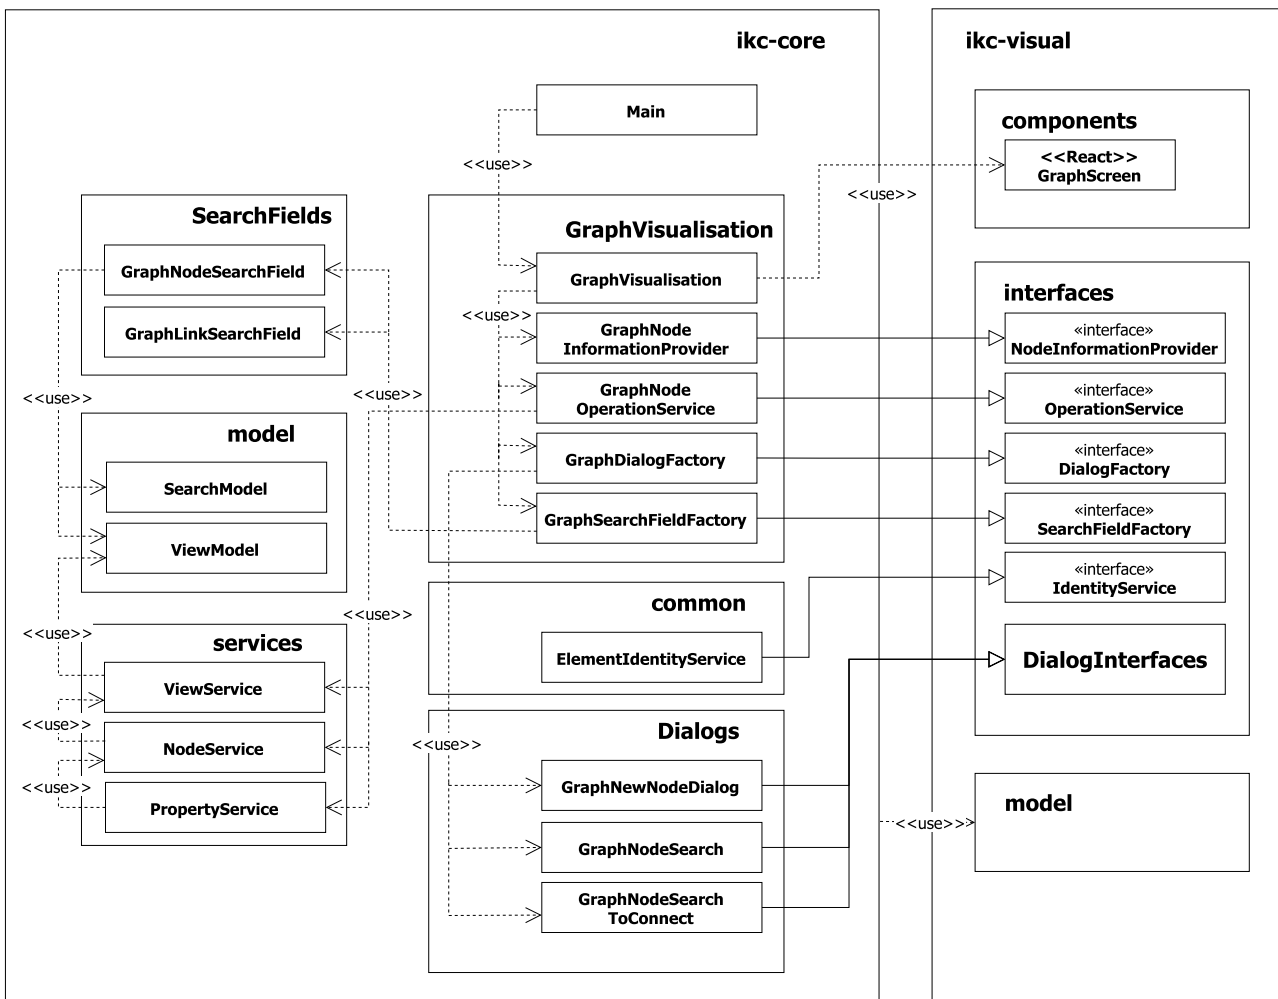 ikc-core
ikc-visual
Main
<<use>>
components
<<React>>
GraphScreen
<<use>>
SearchFields
GraphNodeSearchField
GraphLinkSearchField
GraphVisualisation
GraphVisualisation
<<use>>
GraphNode
InformationProvider
GraphNode
OperationService
GraphDialogFactory
GraphSearchFieldFactory
interfaces
«interface»
NodeInformationProvider
«interface»
OperationService
«interface»
DialogFactory
«interface»
SearchFieldFactory
«interface»
IdentityService
DialogInterfaces
<<use>>
<<use>>
model
SearchModel
ViewModel
<<use>>
<<use>>
common
ElementIdentityService
services
ViewService
NodeService
PropertyService
<<use>>
<<use>>
<<use>>
Dialogs
GraphNewNodeDialog
GraphNodeSearch
GraphNodeSearch
ToConnect
<<use>>
model